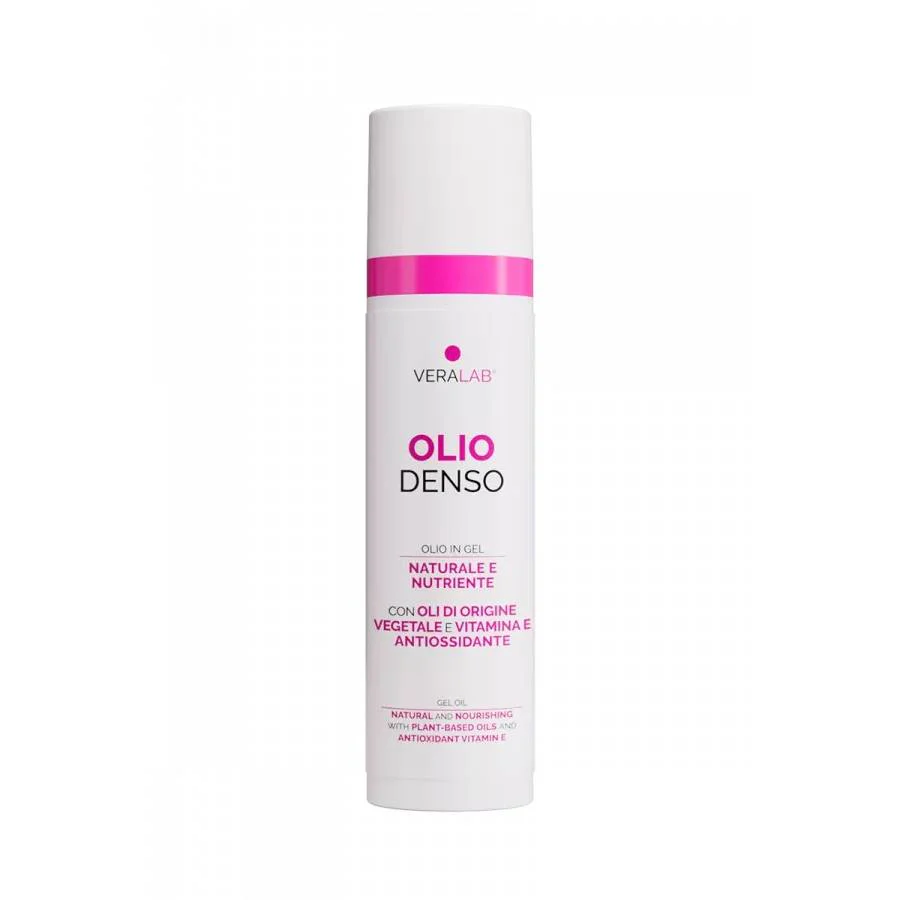 VERALAB®
OLIO
DENSO
OLIO IN GEL
NATURALE E
NUTRIENTE
CON OLI DI ORIGINE
VEGETALE E VITAMINA E
ANTIOSSIDANTE
GEL OIL
NATURAL AND NOURISHING
WITH PLANT-BASED OILS AND
ANTIOXIDANT VITAMIN E